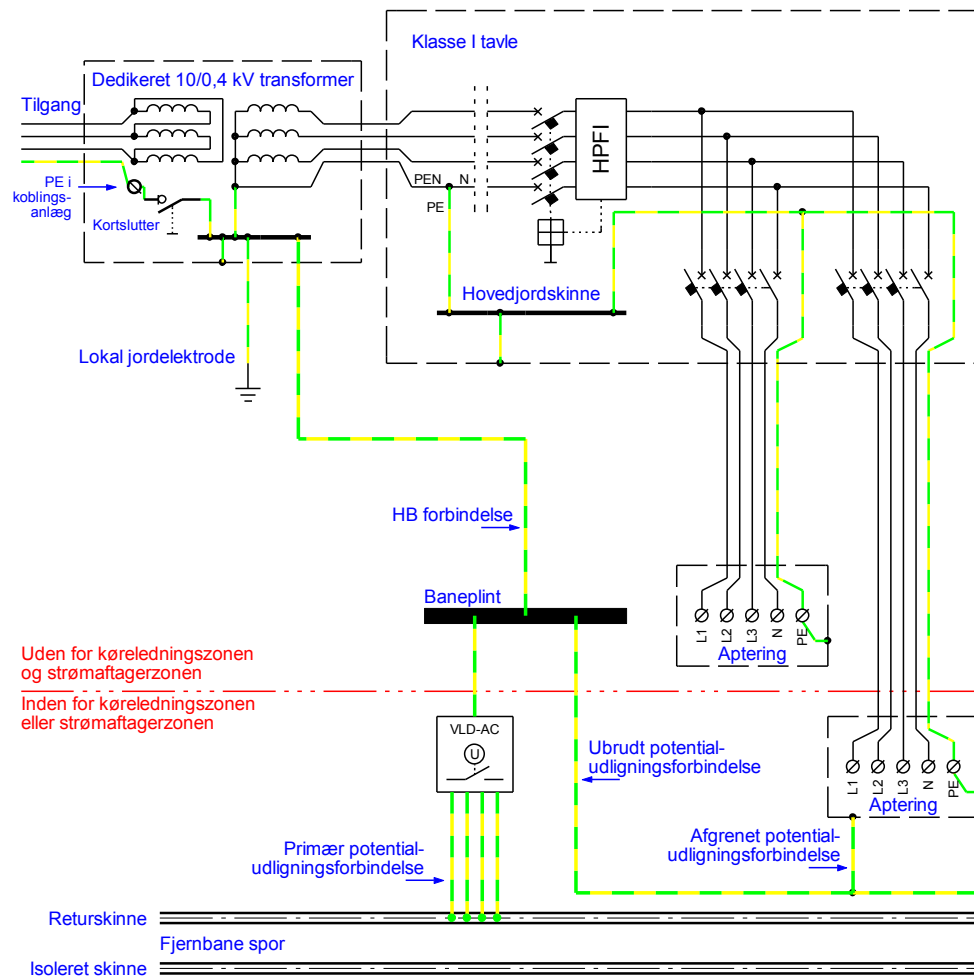 Klasse I tavle
Dedikeret 10/0,4 kV transformer
Tilgang
HPFI
PE i
koblings-
anlæg
PEN
N
PE
Kortslutter
Hovedjordskinne
Lokal jordelektrode
HB forbindelse
Baneplint
L1
L2
L3
N
PE
Aptering
Uden for køreledningszonen
og strømaftagerzonen
Inden for køreledningszonen
eller strømaftagerzonen
VLD-AC
U
Ubrudt potential-
udligningsforbindelse
L1
L2
L3
N
PE
Aptering
Primær potential-
udligningsforbindelse
Afgrenet potential-
udligningsforbindelse
Returskinne
Fjernbane spor
Isoleret skinne